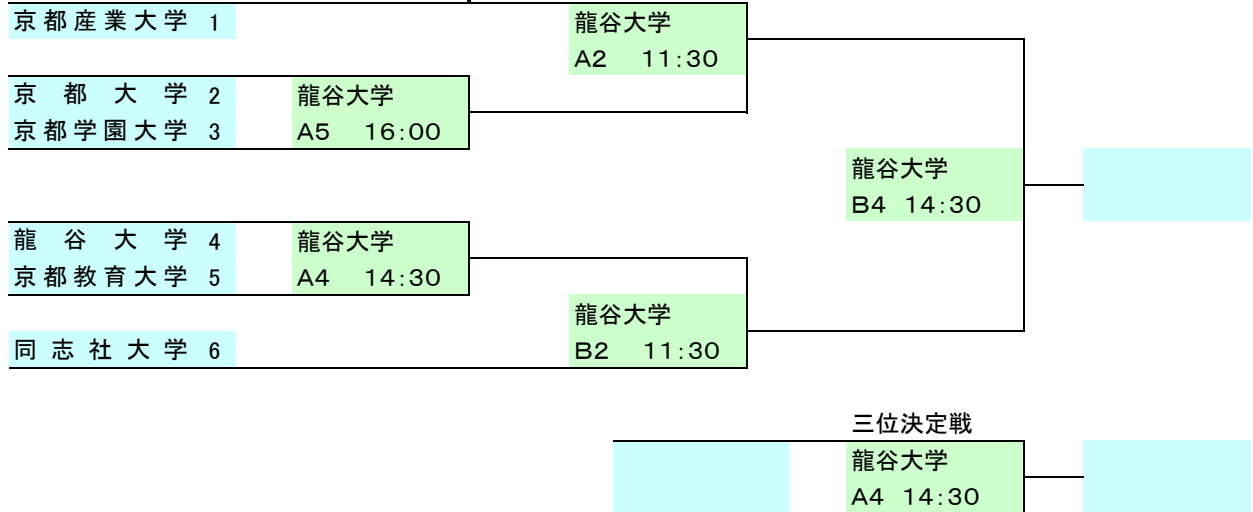 京都産業大学 1
龍谷大学
A2 11:30
京都大学 2
龍谷大学
京都学園大学 3
A5 16:00
龍谷大学
B4 14:30
龍谷大学 4
龍谷大学
京都教育大学 5
A4 14:30
龍谷大学
同志社大学 6
B2 11:30
三位決定戦
龍谷大学
A4 14:30